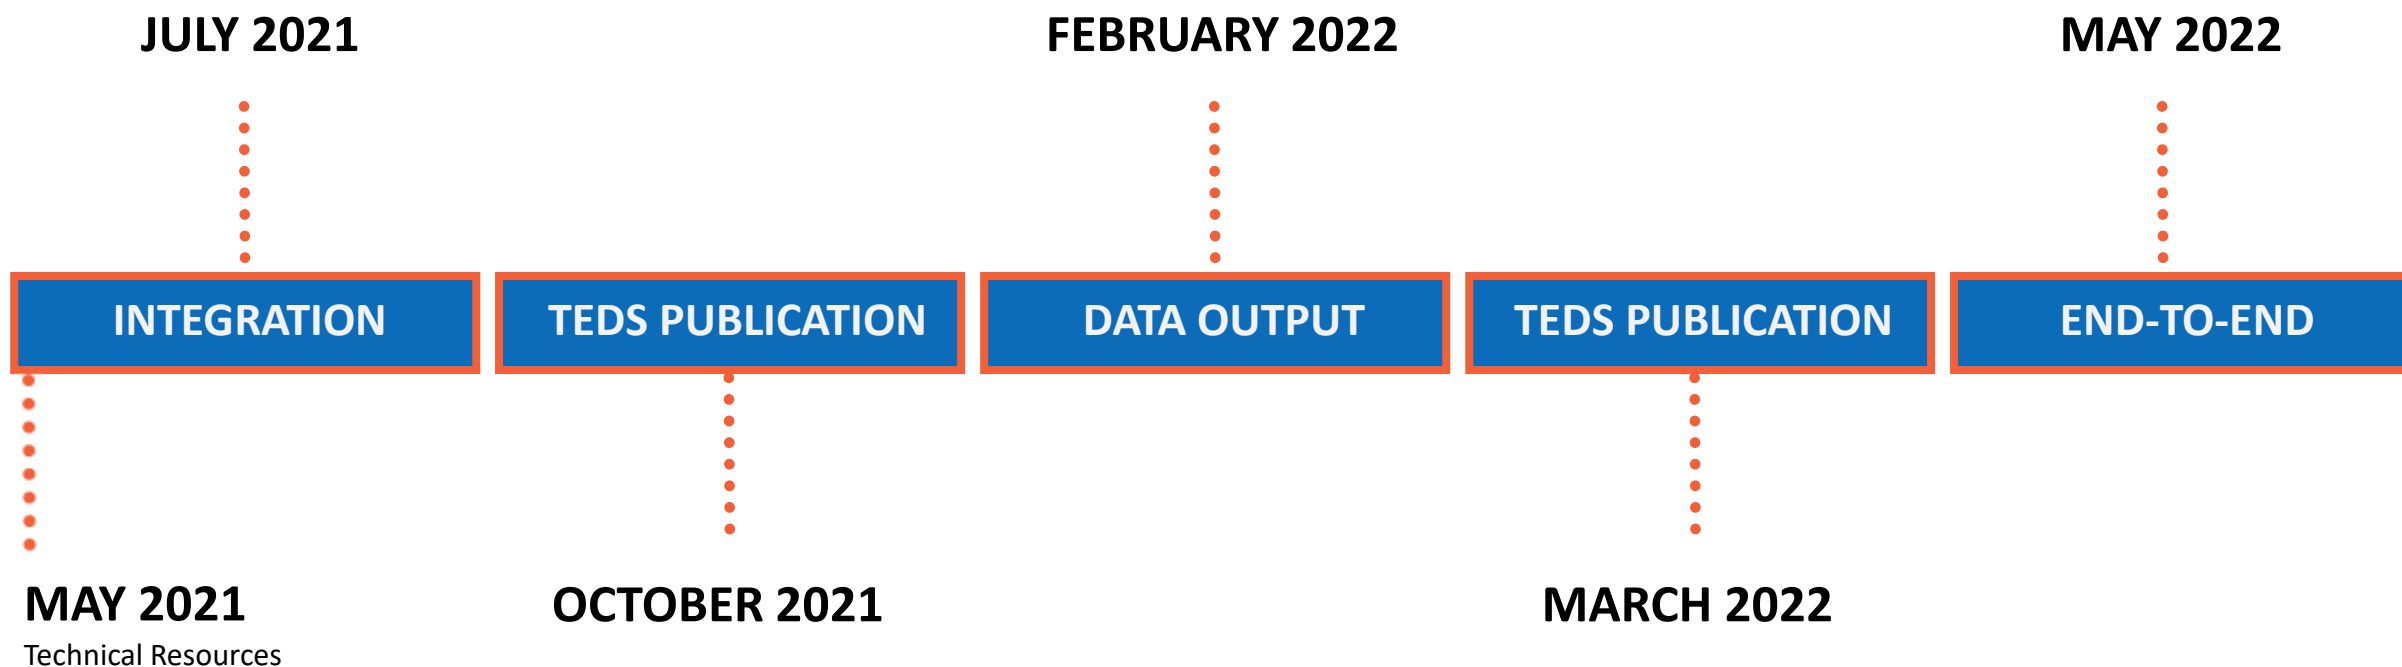 JULY 2021
FEBRUARY 2022
MAY 2022
INTEGRATION
TEDS PUBLICATION
DATA OUTPUT
TEDS PUBLICATION
END-TO-END
MAY 2021
Technical Resources
OCTOBER 2021
MARCH 2022